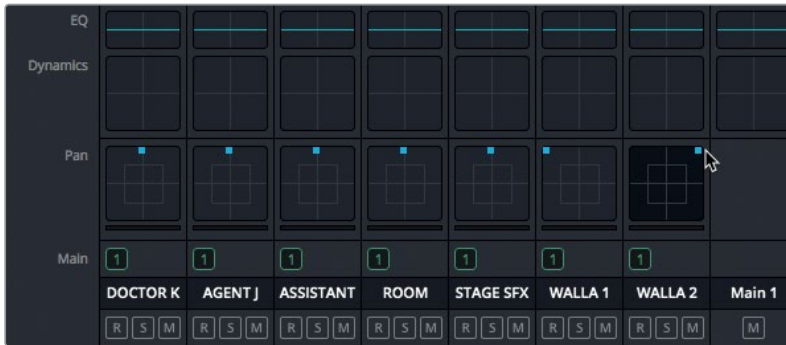 EQ
Dynamics
Pan
Main 1 1 1 1 1 1 1
DOCTOR K AGENT J ASSISTANT ROOM STAGE SFX WALLA 1 WALLA 2 Main 1
R S M R S M R S M R S M R S M R S M R S M M